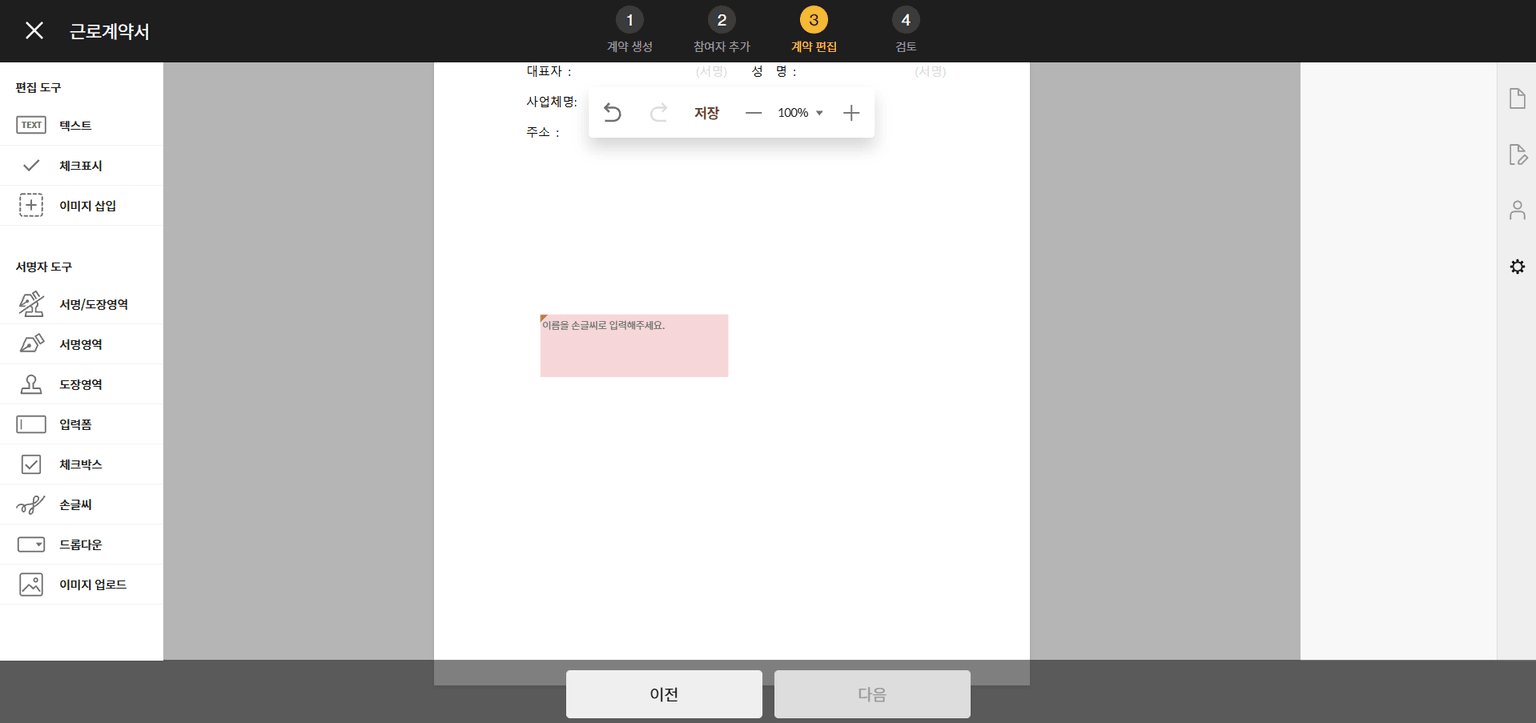 근로계약서
1
계약 생성
2
참여자 추가
3
계약 편집
4
검토
편집 도구
TEXT 텍스트
체크표시
이미지 삽입
서명자 도구
서명/도장영역
서명영역
도장영역
입력폼
체크박스
손글씨
드롭다운
이미지 업로드
대표자 : (서명) 성 명 : (서명)
사업체명:
주소 :
저장 100%
이름을 손글씨로 입력해주세요.
이전 다음